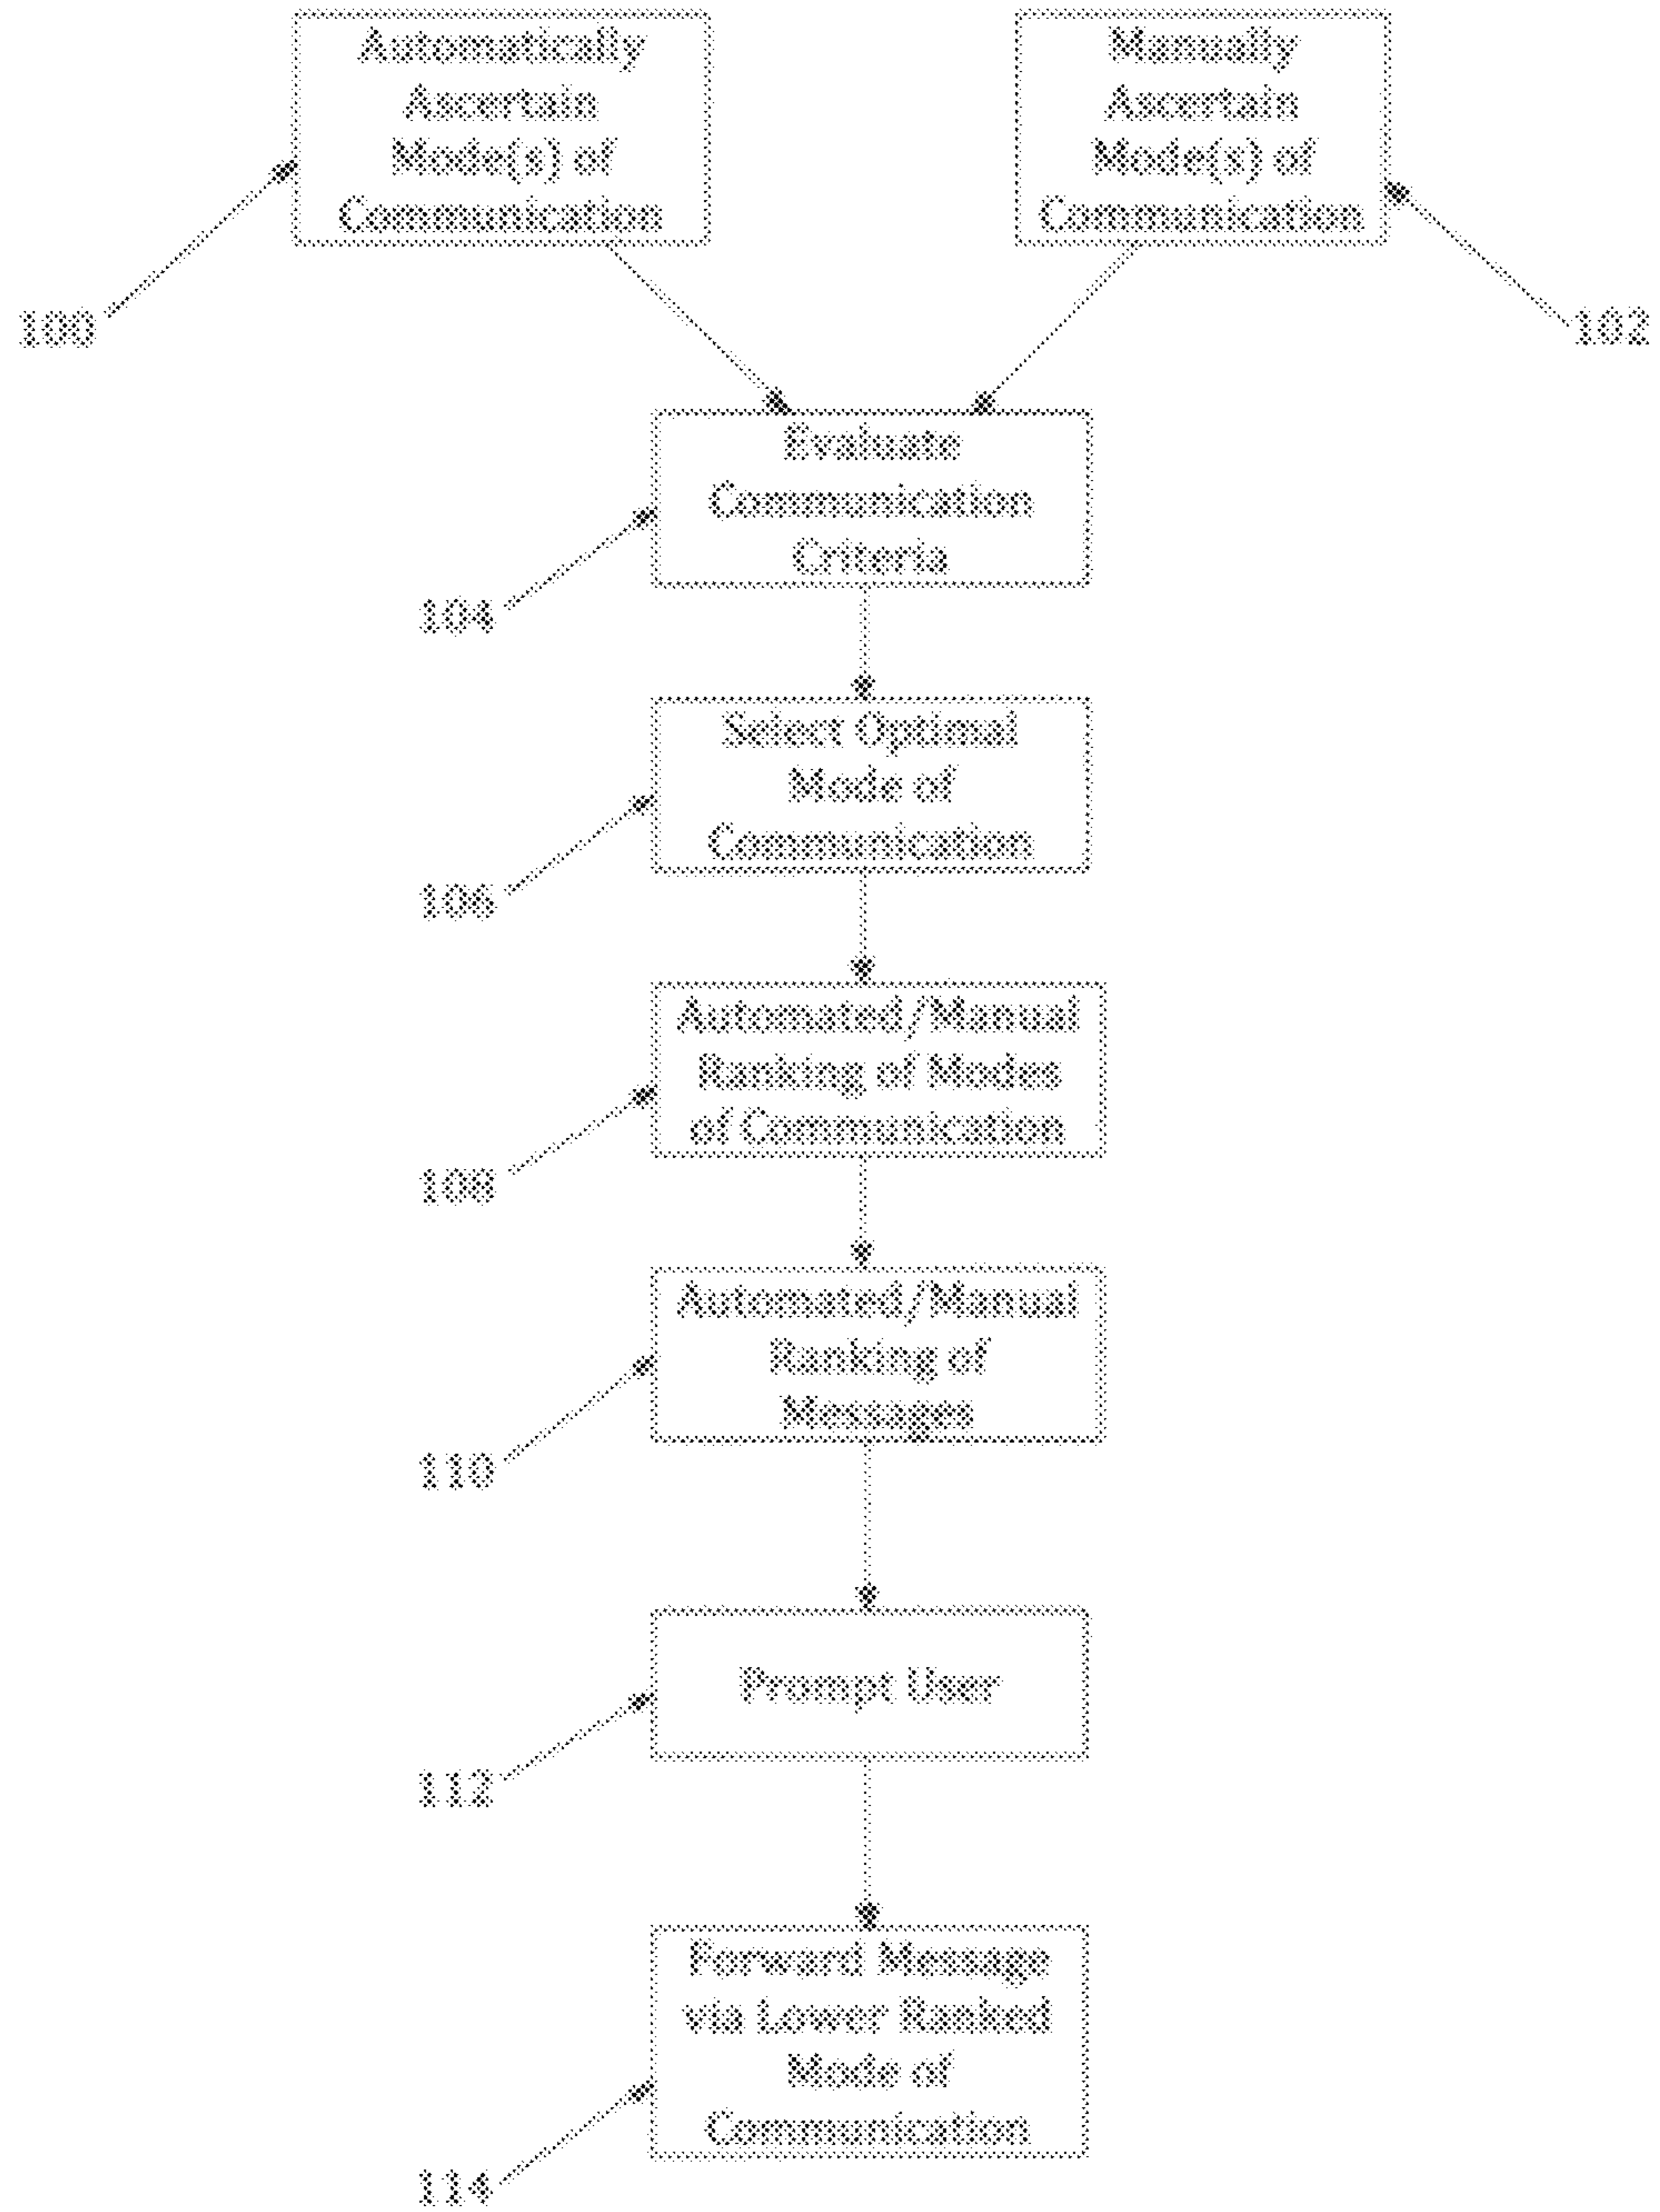 Automatically
Ascertain
Mode(s) of
Communication
Manually
Ascertain
Mode(s) of
Communication
100
102
Evaluate
Communication
Criteria
104
Select Optimal
Mode of
Communication
106
Automated/Manual
Ranking of Modes
of Communication
108
Automated/Manual
Ranking of
Messages
110
Prompt User
112
Forward Message
via Lower Ranked
Mode of
Communication
114